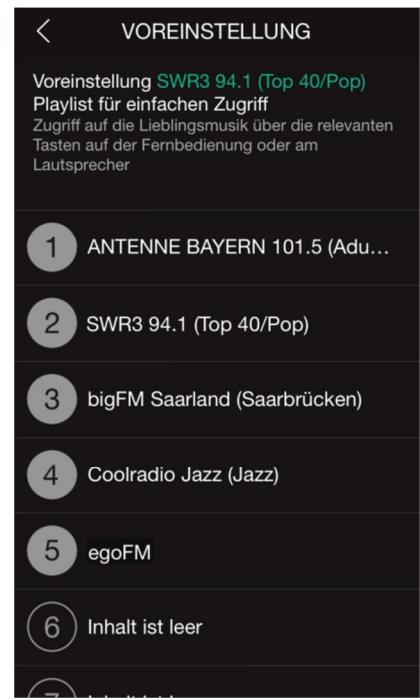 VOREINSTELLUNG
Voreinstellung SWR3 94.1 (Top 40/Pop)
Playlist für einfachen Zugriff
Zugriff auf die Lieblingsmusik über die relevanten
Tasten auf der Fernbedienung oder am
Lautsprecher
1 ANTENNE BAYERN 101.5 (Adu...
2 SWR3 94.1 (Top 40/Pop)
3 bigFM Saarland (Saarbrücken)
4 Coolradio Jazz (Jazz)
5 egoFM
6 Inhalt ist leer